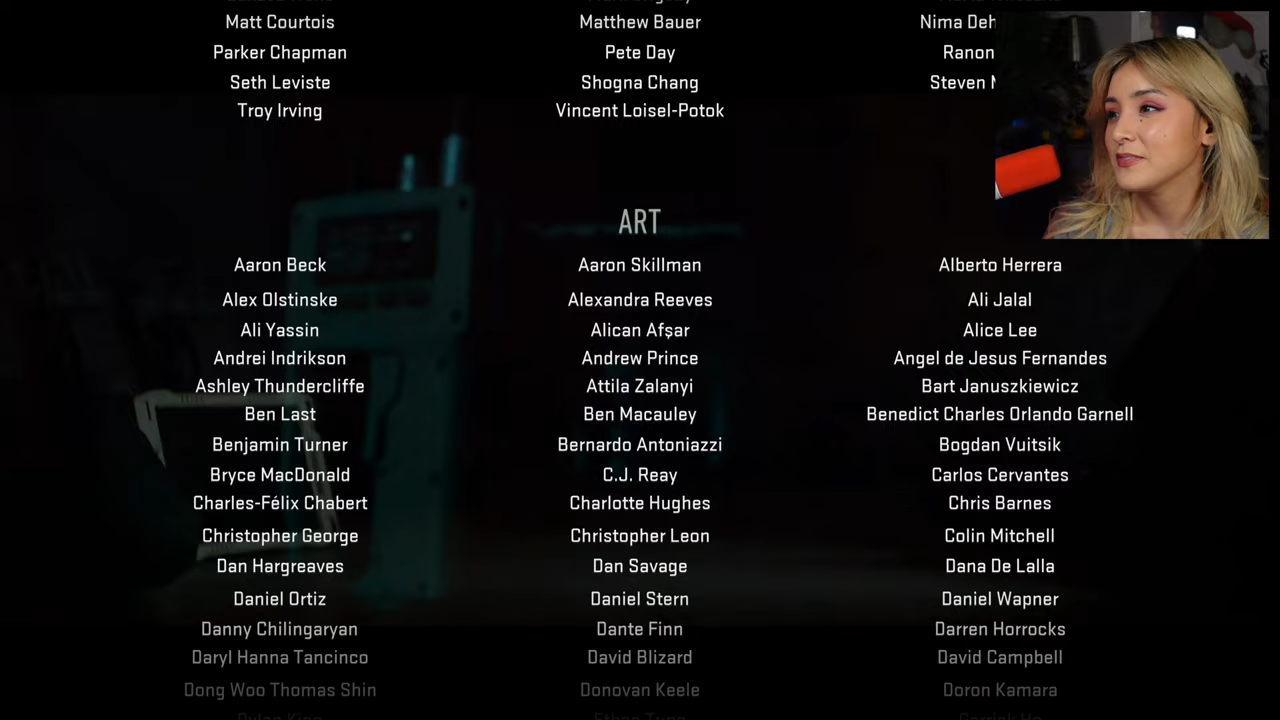 Matt Courtois Matthew Bauer Nima Deh
Parker Chapman Pete Day Ranon
Seth Leviste Shogna Chang Steven
Troy Irving Vincent Loisel-Potok
ART
Aaron Beck Aaron Skillman Alberto Herrera
Alex Olstinske Alexandra Reeves Ali Jalal
Ali Yassin Alican Afşar Alice Lee
Andrei Indrikson Andrew Prince Angel de Jesus Fernandes
Ashley Thundercliffe Attila Zalanyi Bart Januszkiewicz
Ben Last Ben Macauley Benedict Charles Orlando Garnell
Benjamin Turner Bernardo Antoniazzi Bogdan Vuitsik
Bryce MacDonald C.J. Reay Carlos Cervantes
Charles-Félix Chabert Charlotte Hughes Chris Barnes
Christopher George Christopher Leon Colin Mitchell
Dan Hargreaves Dan Savage Dana De Lalla
Daniel Ortiz Daniel Stern Daniel Wapner
Danny Chilingaryan Dante Finn Darren Horrocks
Daryl Hanna Tancinco David Blizard David Campbell
Dong Woo Thomas Shin Donovan Keele Doron Kamara